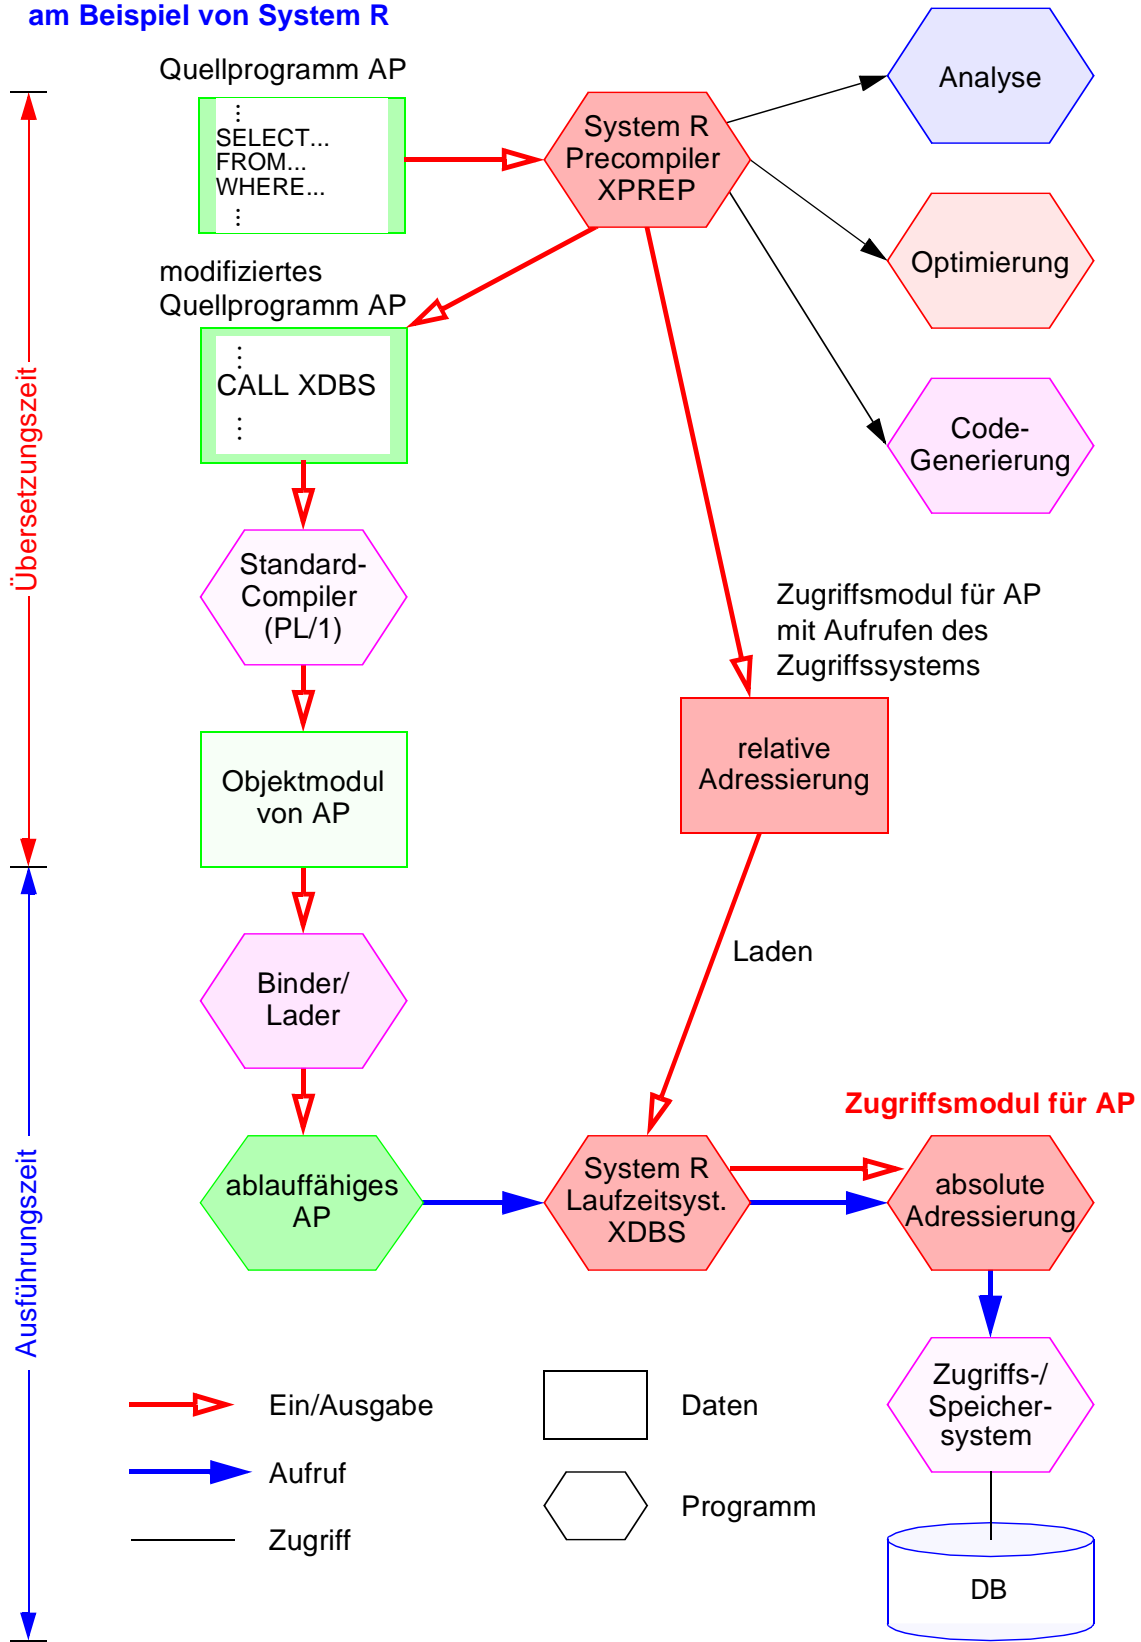 am Beispiel von System R
Quellprogramm AP
SELECT...
FROM...
WHERE...
System R
Precompiler
XPREP
Analyse
Optimierung
Code-
Generierung
modifiziertes
Quellprogramm AP
CALL XDBS
Übersetzungszeit
Standard-
Compiler
(PL/1)
Zugriffsmodul für AP
mit Aufrufen des
Zugriffssystems
Objektmodul
von AP
relative
Adressierung
Binder/
Lader
Laden
Zugriffsmodul für AP
ablauffähiges
AP
System R
Laufzeitsyst.
XDBS
absolute
Adressierung
Ausführungszeit
Zugriffs-/
Speicher-
system
DB
Ein/Ausgabe
Aufruf
Zugriff
Daten
Programm